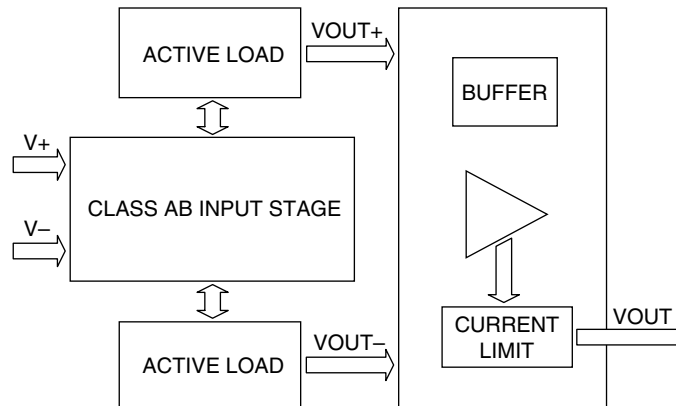 ACTIVE LOAD
VOUT+
BUFFER
V+
CLASS AB INPUT STAGE
V–
CURRENT
LIMIT
VOUT
ACTIVE LOAD
VOUT–